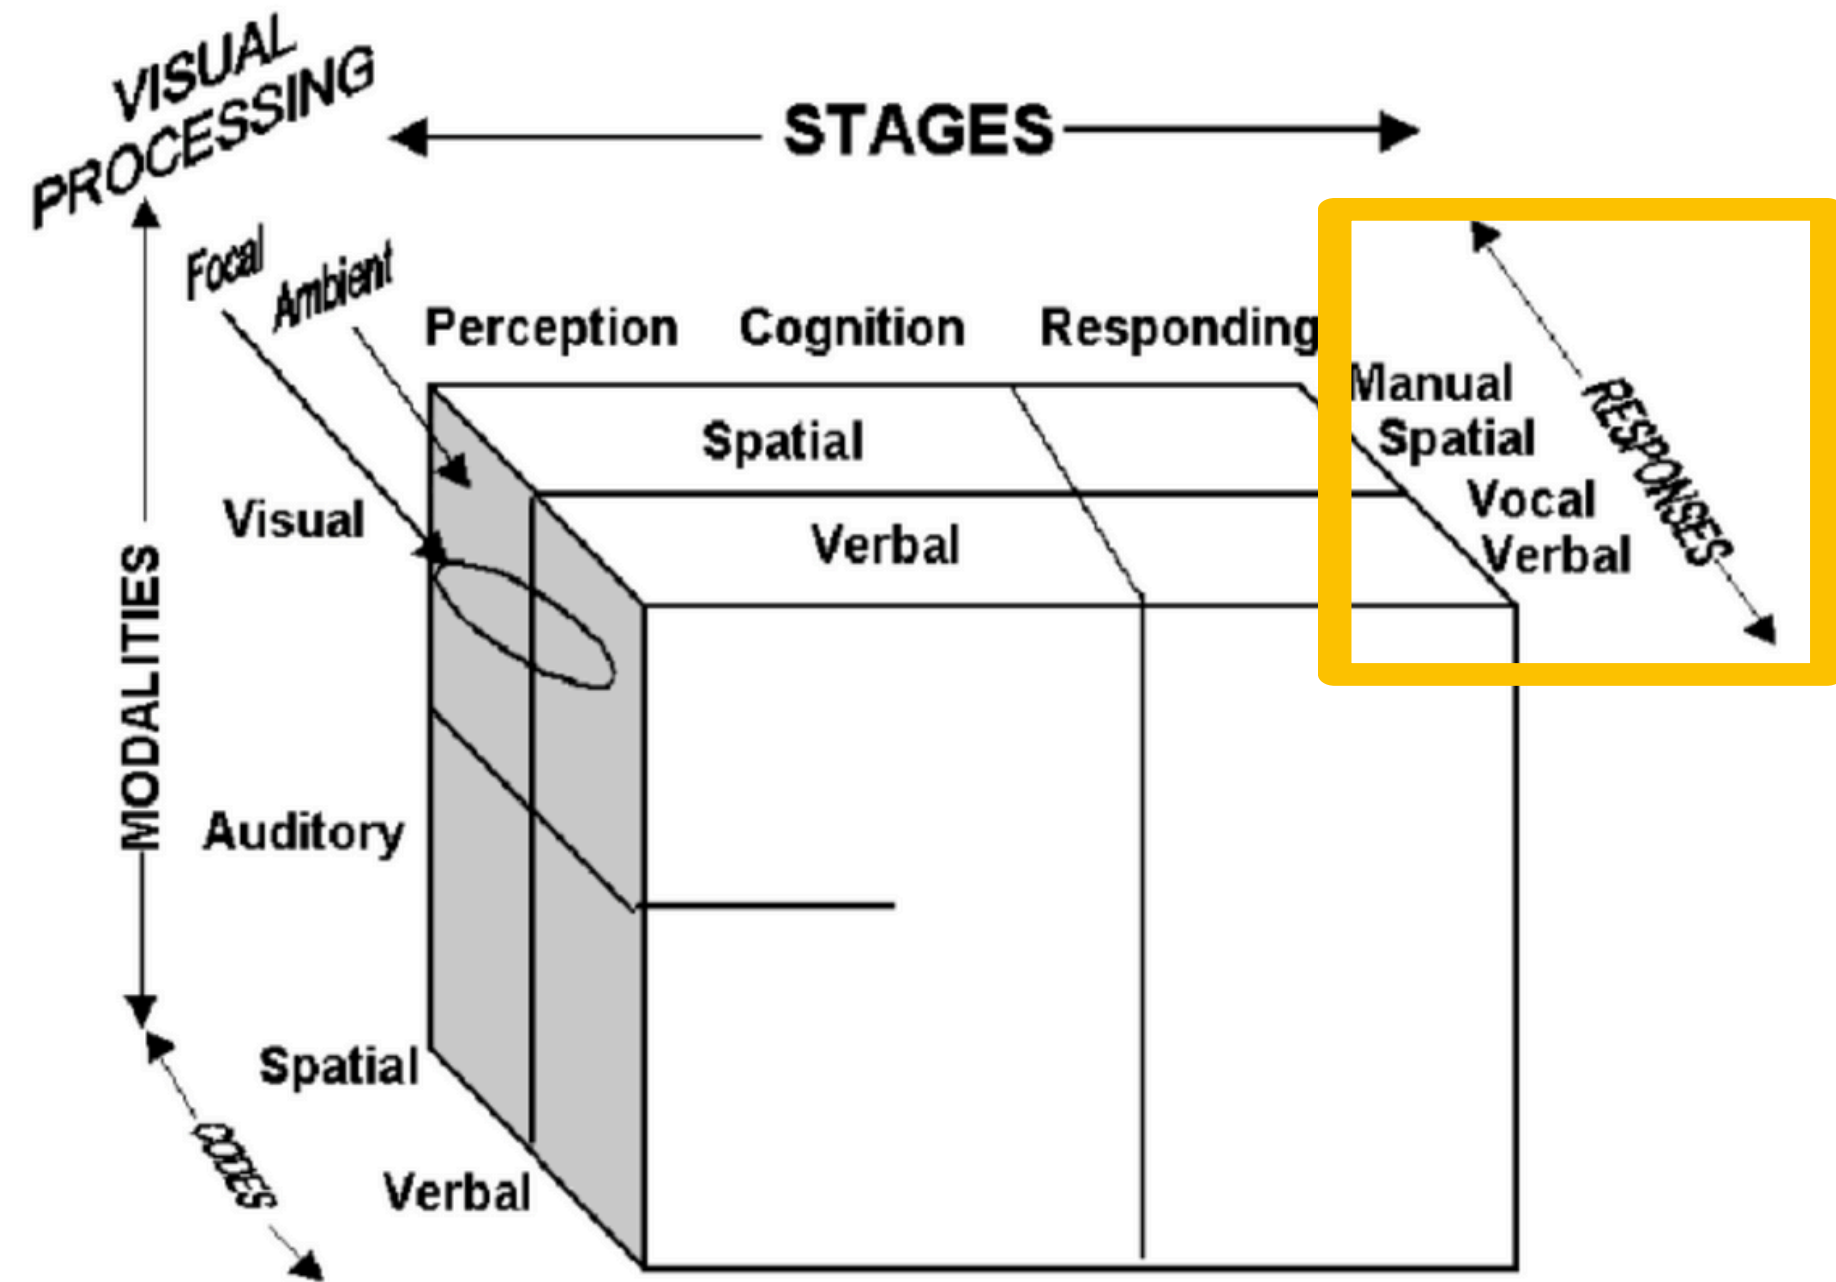 VISUAL
PROCESSING
STAGES
Focal
Ambient
Perception Cognition Responding
Manual
Spatial
Vocal
Verbal
RESPONSES
Spatial
Verbal
Visual
MODALITIES
Auditory
Spatial
Verbal
CODES